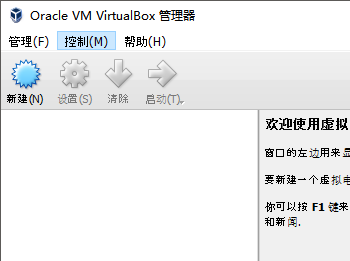 Oracle VM VirtualBox 管理器
管理(F) 控制(M) 帮助(H)
新建(N) 设置(S) 清除 启动(T)
欢迎使用虚拟
窗口的左边用来显
要新建一个虚拟电
你可以按 F1 键来
和新闻.